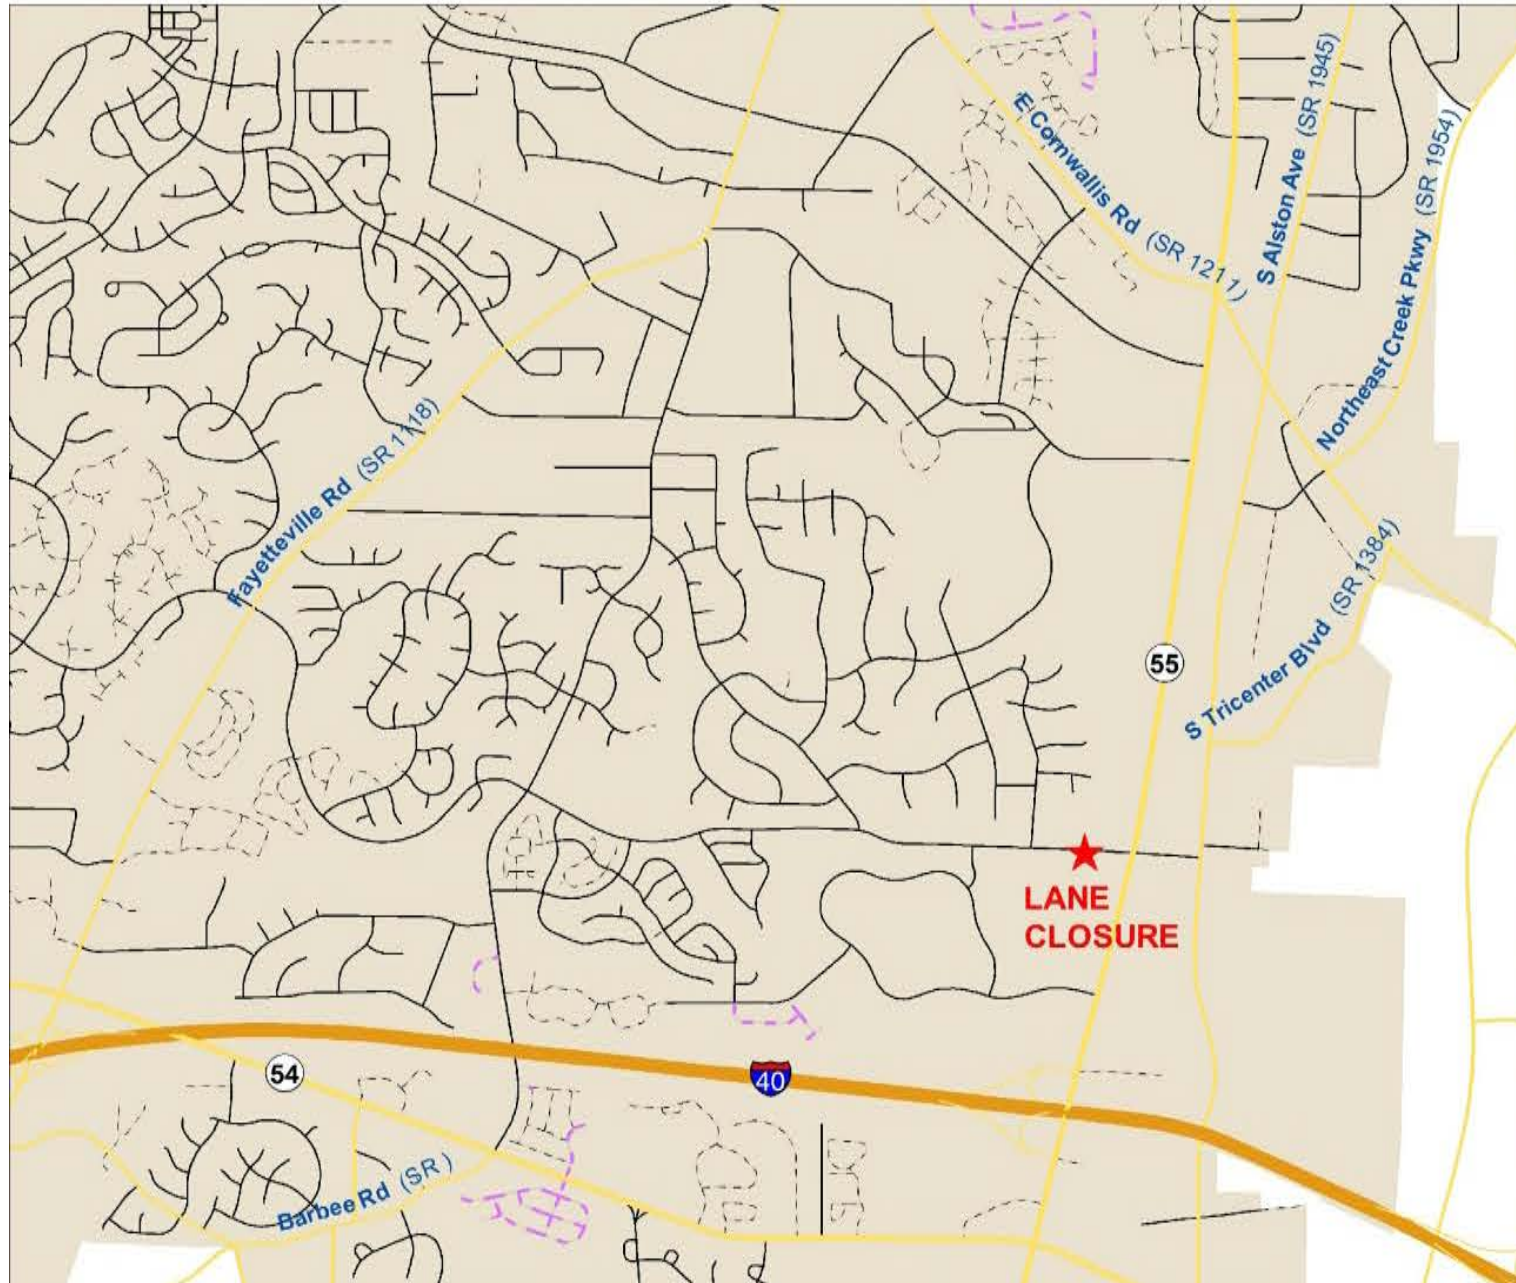 E Cornwallis Rd (SR 1211)
S Alston Ave (SR 1945)
Northeast Creek Pkwy (SR 1954)
Fayetteville Rd (SR 1118)
55
S Tricenter Blvd (SR 1384)
LANE
CLOSURE
54
40
Barbee Rd (SR )